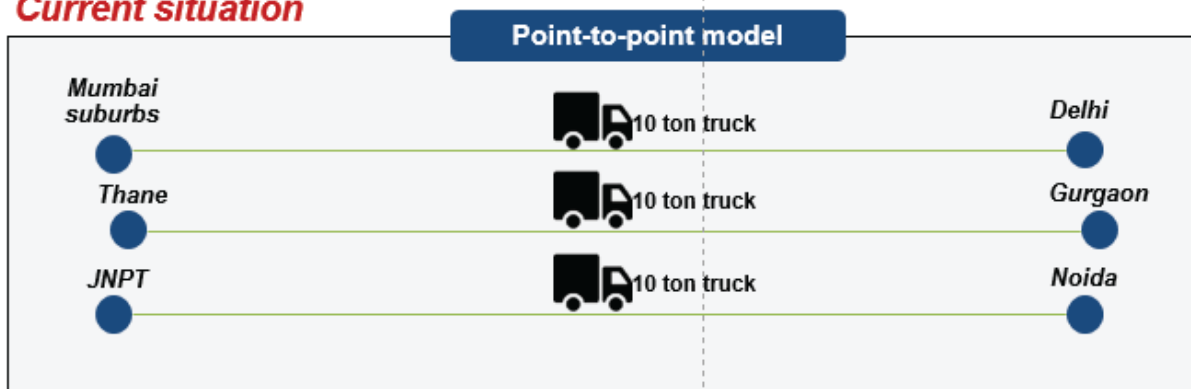 Current situation
Point-to-point model
Mumbai
suburbs
10 ton truck
Delhi
Thane
10 ton truck
Gurgaon
JNPT
10 ton truck
Noida